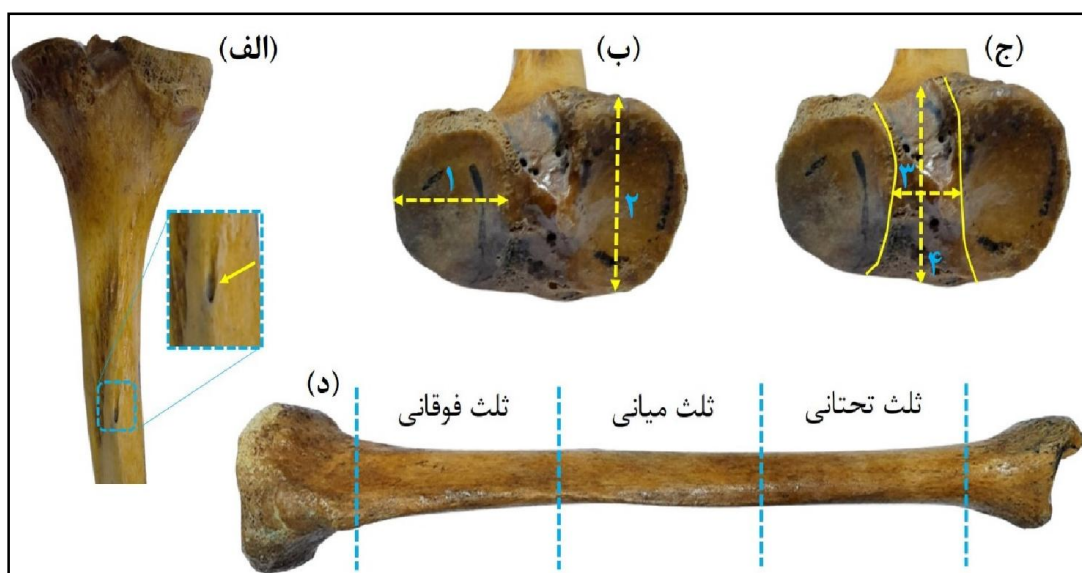 (الف)
(ب)
(ج)
۱
۲
۳
۴
(د)
ثلث فوقانی
ثلث میانی
ثلث تحتانی